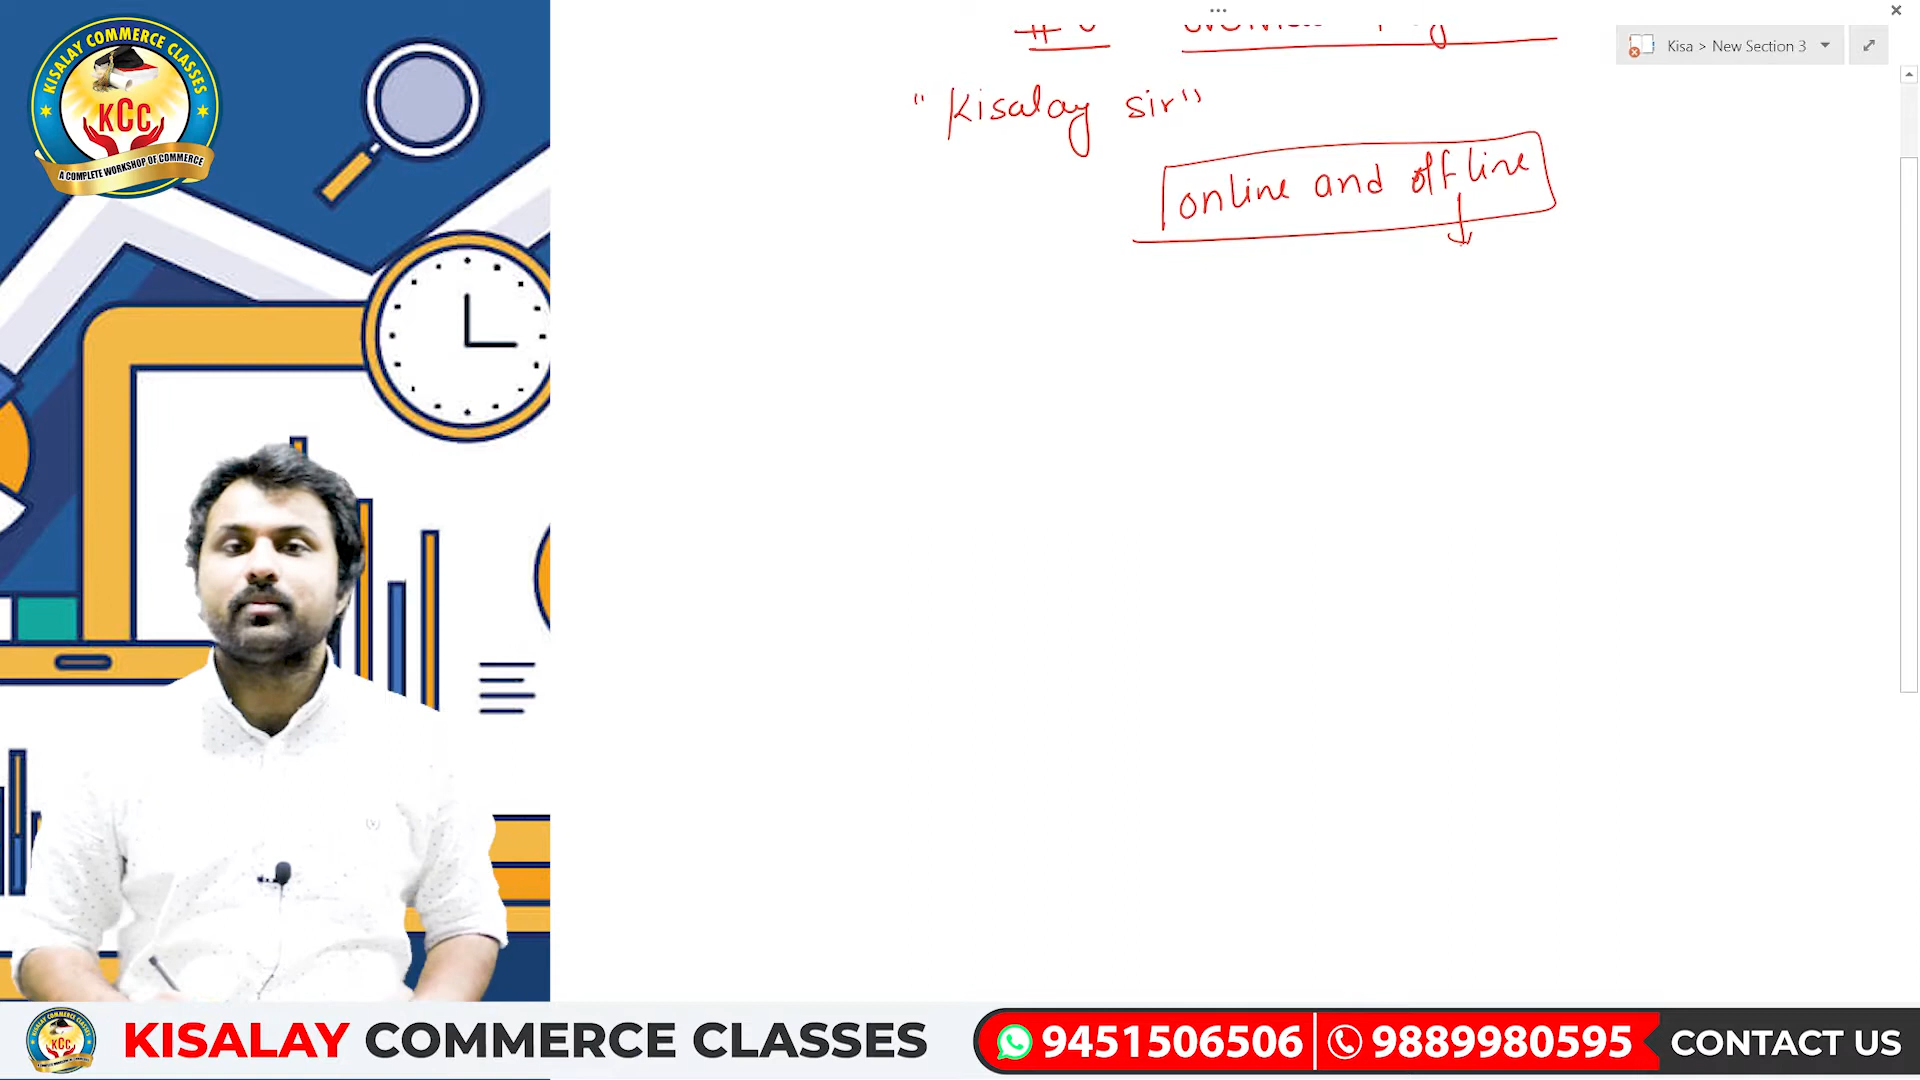 KISALAY COMMERCE CLASSES
KCC
A COMPLETE WORKSHOP OF COMMERCE
"Kisalay sir"
online and offline
Kisa > New Section 3
KISALAY COMMERCE CLASSES
9451506506
9889980595
CONTACT US